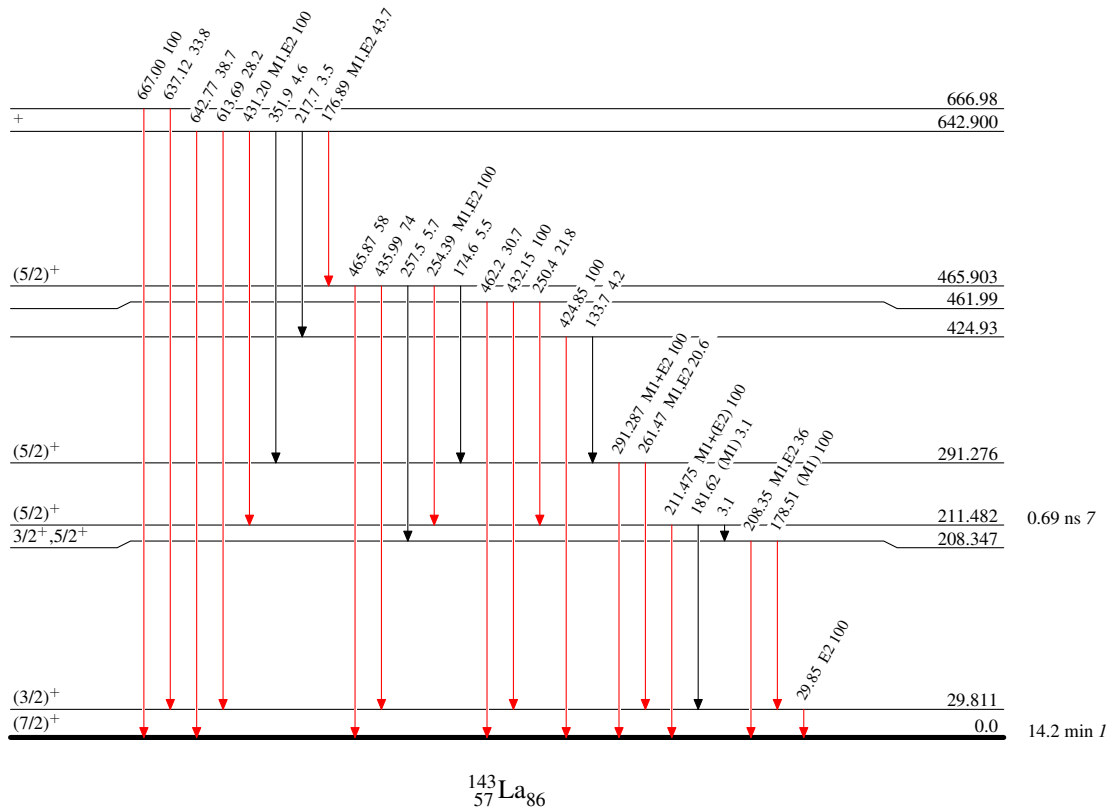 667.00 100
637.12 33.8
642.77 38.7
613.69 28.2
431.20 M1,E2 100
351.9 4.6
217.7 3.5
176.89 M1,E2 43.7
666.98
+ 642.900
465.87 58
435.99 74
257.5 5.7
254.39 M1,E2 100
174.6 5.5
462.2 30.7
432.15 100
250.4 21.8
424.85 100
133.7 4.2
(5/2)⁺ 465.903
461.99
424.93
291.287 M1+E2 100
261.47 M1,E2 20.6
211.475 M1+(E2) 100
181.62 (M1) 3.1
3.1
208.35 M1,E2 36
178.51 (M1) 100
29.85 E2 100
(5/2)⁺ 291.276
(5/2)⁺ 211.482 0.69 ns 7
3/2⁺,5/2⁺ 208.347
(3/2)⁺ 29.811
(7/2)⁺ 0.0 14.2 min 1
¹⁴³₅₇La₈₆